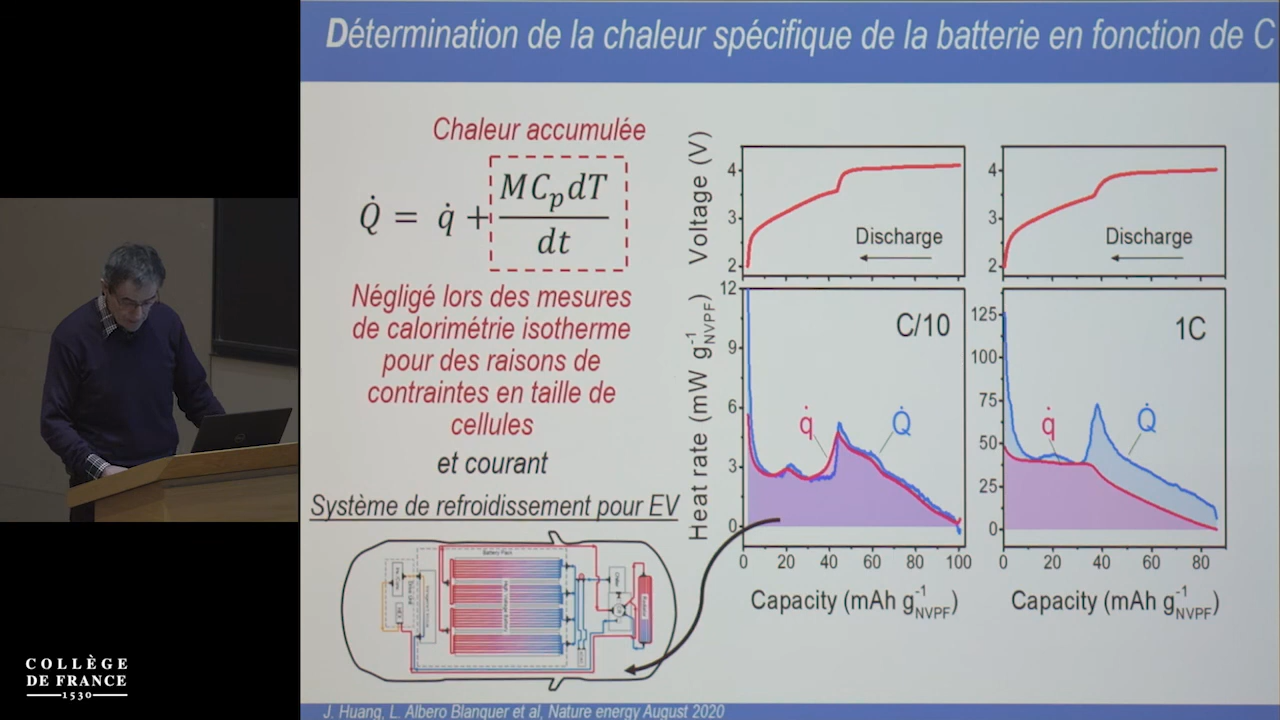 Détermination de la chaleur spécifique de la batterie en fonction de C
Chaleur accumulée
Q̇ = q̇ + MCpdT / dt
Négligé lors des mesures
de calorimétrie isotherme
pour des raisons de
contraintes en taille de
cellules
et courant
Système de refroidissement pour EV
Battery Pack
Voltage (V)
4
3
2
Discharge
4
3
2
Discharge
Heat rate (mW g⁻¹NVPF)
12
9
6
3
0
C/10
q̇
Q̇
0 20 40 60 80 100
Capacity (mAh g⁻¹NVPF)
125
100
75
50
25
0
1C
q̇
Q̇
0 20 40 60 80
Capacity (mAh g⁻¹NVPF)
J. Huang, L. Albero Blanquer et al, Nature energy August 2020
COLLÈGE
DE FRANCE
1530